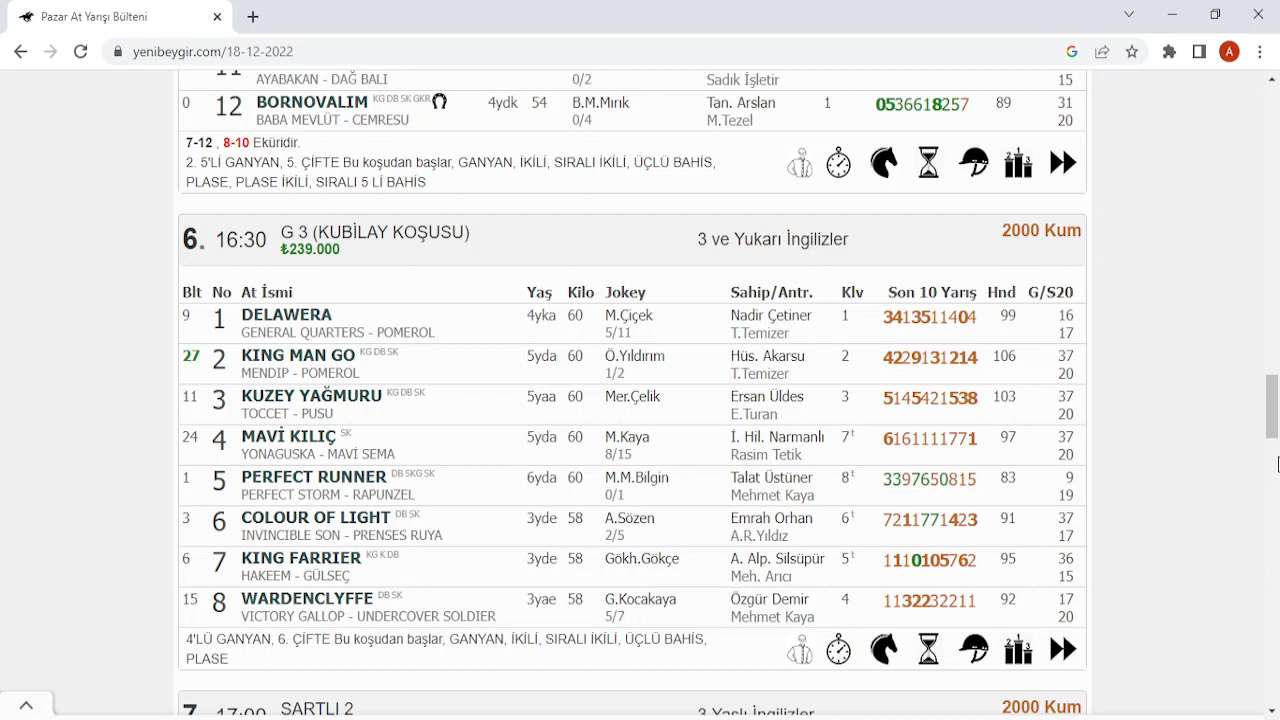 Pazar At Yarışı Bülteni
yenibeygir.com/18-12-2022
A
AYABAKAN - DAĞ BALI 0/2 Sadık İşletir 15
0 12 BORNOVALIM KG DB SK GKR 4ydk 54 B.M.Mırık Tan. Arslan 1 0536618257 89 31
BABA MEVLÜT - CEMRESU 0/4 M.Tezel 20
7-12 , 8-10 Eküridir.
2. 5'Lİ GANYAN, 5. ÇİFTE Bu koşudan başlar, GANYAN, İKİLİ, SIRALI İKİLİ, ÜÇLÜ BAHİS,
PLASE, PLASE İKİLİ, SIRALI 5 Lİ BAHİS
6. 16:30 G 3 (KUBİLAY KOŞUSU) 3 ve Yukarı İngilizler 2000 Kum
₺239.000
Blt No At İsmi Yaş Kilo Jokey Sahip/Antr. Klv Son 10 Yarış Hnd G/S20
9 1 DELAWERA 4yka 60 M.Çiçek Nadir Çetiner 1 3413511404 99 16
GENERAL QUARTERS - POMEROL 5/11 T.Temizer 17
27 2 KING MAN GO KG DB SK 5yda 60 Ö.Yıldırım Hüs. Akarsu 2 4229131214 106 37
MENDIP - POMEROL 1/2 T.Temizer 20
11 3 KUZEY YAĞMURU KG DB SK 5yaa 60 Mer.Çelik Ersan Üldes 3 5145421538 103 37
TOCCET - PUSU E.Turan 20
24 4 MAVİ KILIÇ SK 5yda 60 M.Kaya İ. Hil. Narmanlı 7 t 6161111771 97 37
YONAGUSKA - MAVİ SEMA 8/15 Rasim Tetik 20
1 5 PERFECT RUNNER DB SKG SK 6yda 60 M.M.Bilgin Talat Üstüner 8 t 3397650815 83 9
PERFECT STORM - RAPUNZEL 0/1 Mehmet Kaya 19
3 6 COLOUR OF LIGHT DB SK 3yde 58 A.Sözen Emrah Orhan 6 t 7211771423 91 37
INVINCIBLE SON - PRENSES RUYA 2/5 A.R.Yıldız 17
6 7 KING FARRIER KG K DB 3yde 58 Gökh.Gökçe A. Alp. Silsüpür 5 t 1110105762 95 36
HAKEEM - GÜLSEÇ Meh. Arıcı 15
15 8 WARDENCLYFFE DB SK 3yae 58 G.Kocakaya Özgür Demir 4 1132232211 92 17
VICTORY GALLOP - UNDERCOVER SOLDIER 5/7 Mehmet Kaya 20
4'LÜ GANYAN, 6. ÇİFTE Bu koşudan başlar, GANYAN, İKİLİ, SIRALI İKİLİ, ÜÇLÜ BAHİS,
PLASE
7. 17:00 ŞARTLI 2 3 Yaşlı İngilizler 2000 Kum